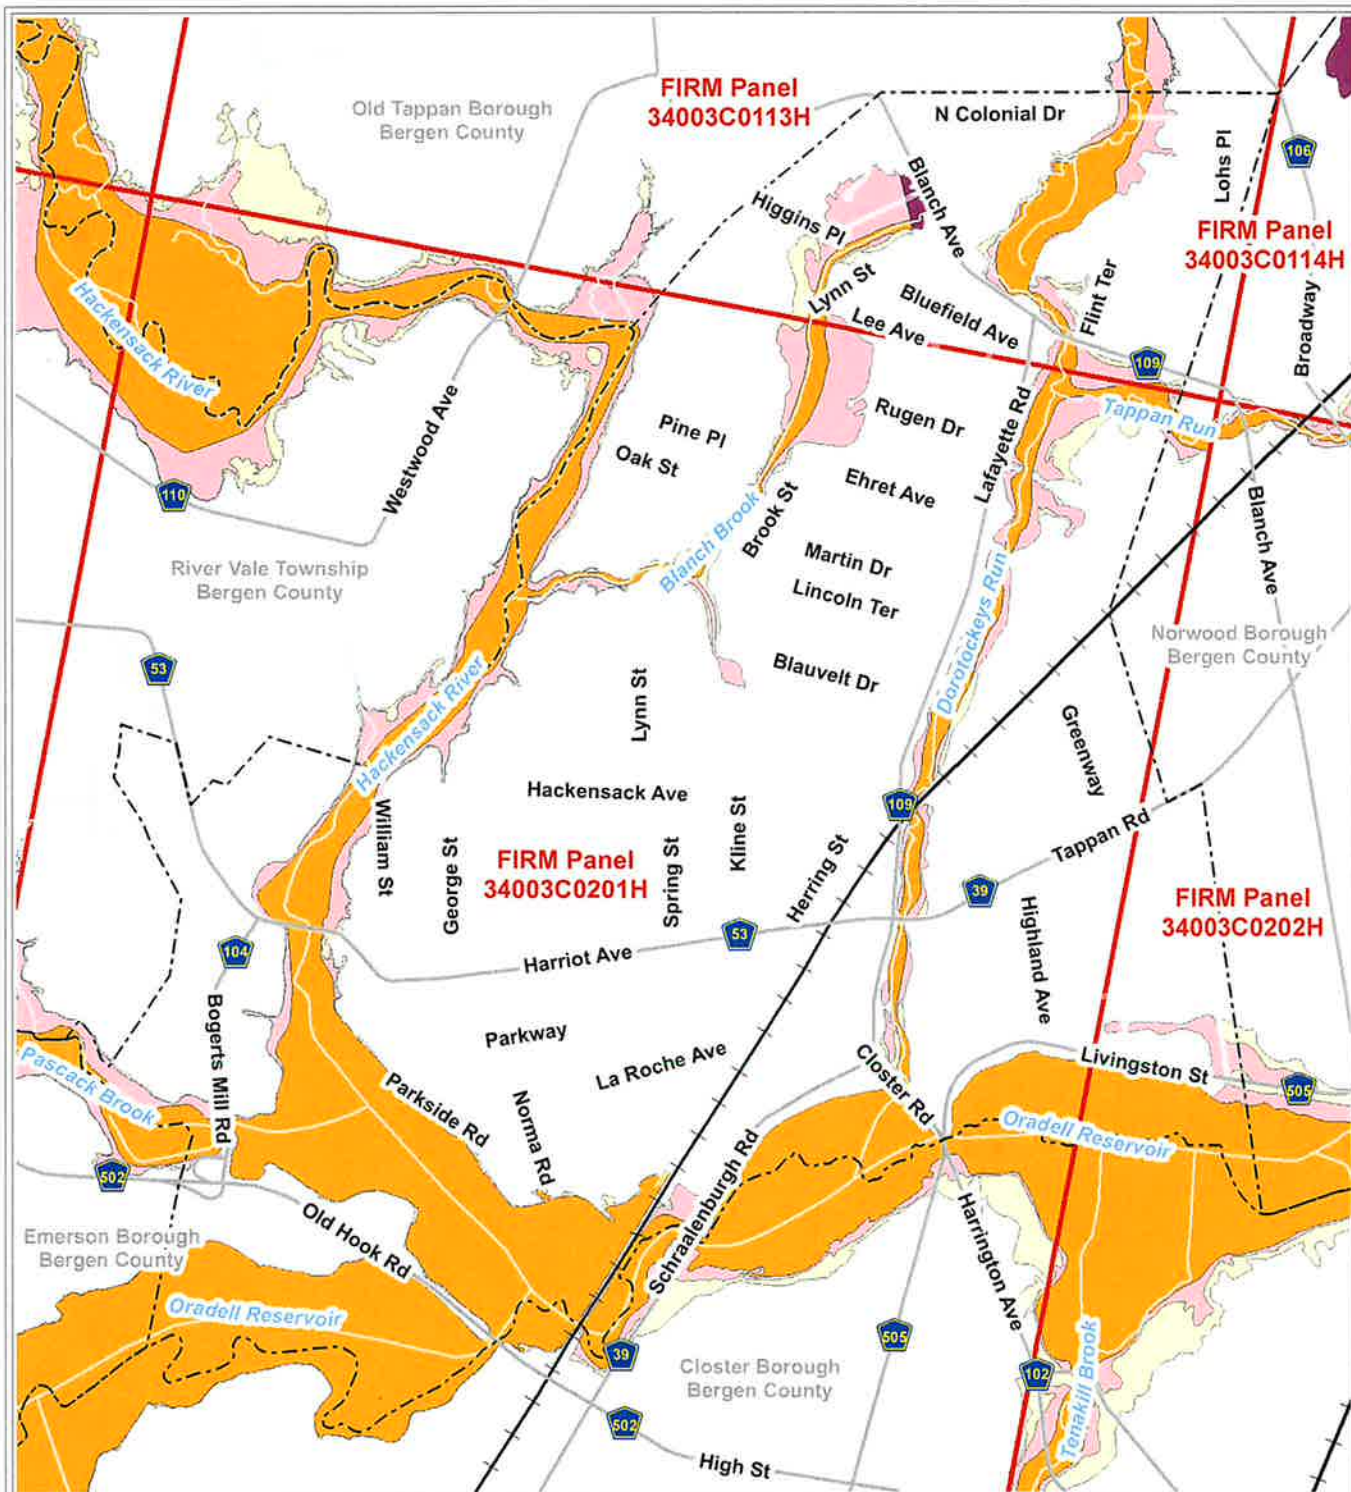 Old Tappan Borough
Bergen County
FIRM Panel
34003C0113H
N Colonial Dr
106
Lohs Pl
Blanch Ave
Higgins Pl
FIRM Panel
34003C0114H
Lynn St
Flint Ter
Bluefield Ave
Lee Ave
Broadway
Hackensack River
109
Tappan Run
Rugen Dr
Lafayette Rd
Westwood Ave
Pine Pl
Oak St
110
Ehret Ave
Brook St
Blanch Brook
Blanch Ave
Martin Dr
Lincoln Ter
River Vale Township
Bergen County
Dorotockeys Run
Norwood Borough
Bergen County
53
Blauvelt Dr
Lynn St
Hackensack River
Greenway
Hackensack Ave
109
William St
George St
Spring St
Kline St
Herring St
Tappan Rd
FIRM Panel
34003C0201H
39
FIRM Panel
34003C0202H
104
53
Harriot Ave
Highland Ave
Bogerts Mill Rd
Parkway
La Roche Ave
Closter Rd
Livingston St
505
Pascack Brook
Parkside Rd
Norma Rd
Oradell Reservoir
502
Schraalenburgh Rd
Old Hook Rd
Harrington Ave
Emerson Borough
Bergen County
Oradell Reservoir
39
505
Closter Borough
Bergen County
102
Tenakill Brook
502
High St